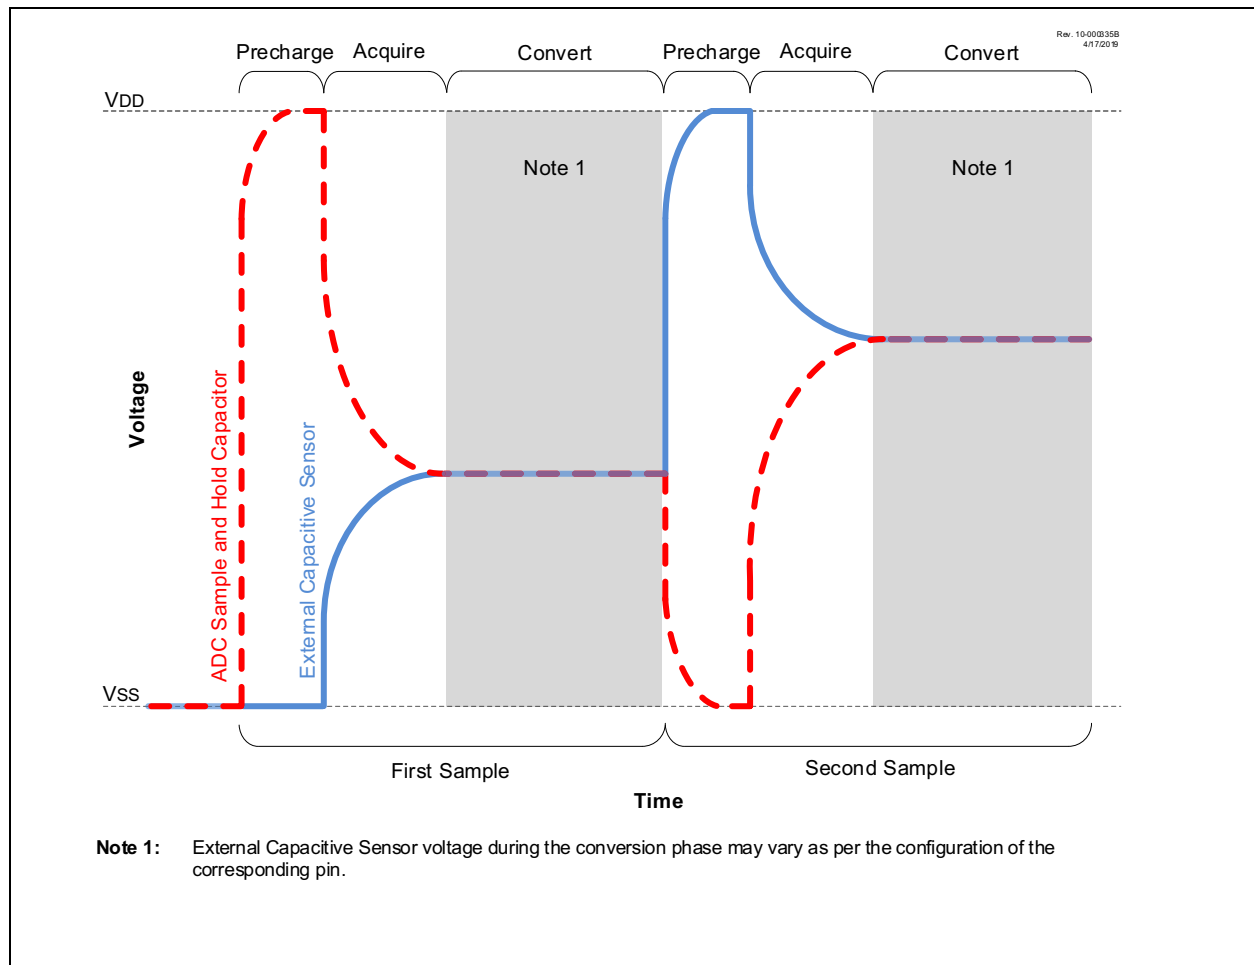 Rev. 10-000335B
4/17/2019
Precharge
Acquire
Convert
Precharge
Acquire
Convert
VDD
Note 1
Note 1
Voltage
ADC Sample and Hold Capacitor
External Capacitive Sensor
VSS
First Sample
Second Sample
Time
Note 1: External Capacitive Sensor voltage during the conversion phase may vary as per the configuration of the
corresponding pin.